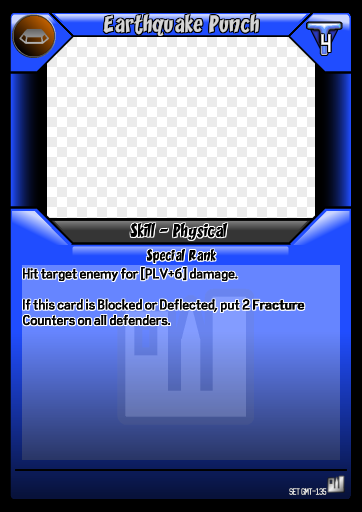 Earthquake Punch
4
Skill - Physical
Special Rank
Hit target enemy for [PLV+6] damage.
If this card is Blocked or Deflected, put 2 Fracture
Counters on all defenders.
SET GMT-135